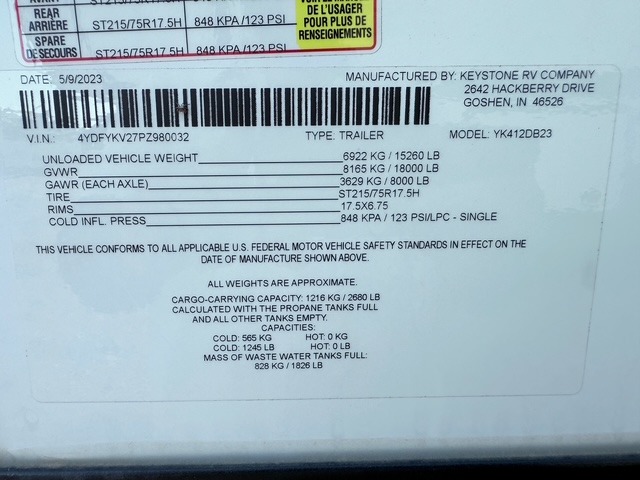 ST215/75R17.5H
REAR ARRIÈRE ST215/75R17.5H 848 KPA/123 PSI
SPARE DE SECOURS ST215/75R17.5H 848 KPA/123 PSI
DE L'USAGER
POUR PLUS DE
RENSEIGNEMENTS
DATE: 5/9/2023 MANUFACTURED BY: KEYSTONE RV COMPANY
2642 HACKBERRY DRIVE
GOSHEN, IN 46526
V.I.N.: 4YDFYKV27PZ980032 TYPE: TRAILER MODEL: YK412DB23
UNLOADED VEHICLE WEIGHT 6922 KG / 15260 LB
GVWR 8165 KG / 18000 LB
GAWR (EACH AXLE) 3629 KG / 8000 LB
TIRE ST215/75R17.5H
RIMS 17.5X6.75
COLD INFL. PRESS 848 KPA / 123 PSI/LPC - SINGLE
THIS VEHICLE CONFORMS TO ALL APPLICABLE U.S. FEDERAL MOTOR VEHICLE SAFETY STANDARDS IN EFFECT ON THE
DATE OF MANUFACTURE SHOWN ABOVE.
ALL WEIGHTS ARE APPROXIMATE.
CARGO-CARRYING CAPACITY: 1216 KG / 2680 LB
CALCULATED WITH THE PROPANE TANKS FULL
AND ALL OTHER TANKS EMPTY.
CAPACITIES:
COLD: 565 KG HOT: 0 KG
COLD: 1245 LB HOT: 0 LB
MASS OF WASTE WATER TANKS FULL:
828 KG / 1826 LB